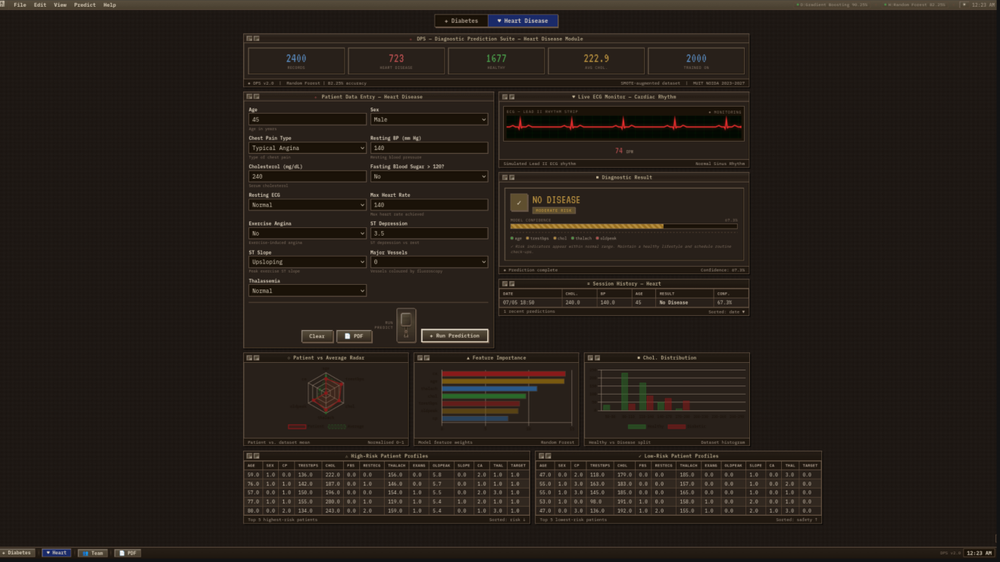 File Edit View Predict Help
♥ D:Gradient Boosting 98.25% ♥ H:Random Forest 82.25% 12:23 AM
✦ Diabetes ♥ Heart Disease
DPS — Diagnostic Prediction Suite — Heart Disease Module
2400 723 1677 222.9 2000
RECORDS HEART DISEASE HEALTHY AVG CHOL. TRAINED ON
DPS v2.0 | Random Forest | 82.25% accuracy
SMOTE-augmented dataset | MUIT NOIDA 2023-2027
Patient Data Entry — Heart Disease
Age Sex
45 Male
Age in years
Chest Pain Type Resting BP (mm Hg)
Typical Angina 140
Type of chest pain Resting blood pressure
Cholesterol (mg/dL) Fasting Blood Sugar > 120?
240 No
Serum cholesterol
Resting ECG Max Heart Rate
Normal 140
Max heart rate achieved
Exercise Angina ST Depression
No 3.5
Exercise-induced angina ST depression vs rest
ST Slope Major Vessels
Upsloping 0
Peak exercise ST slope Vessels coloured by fluoroscopy
Thalassemia
Normal
Clear PDF RUN PREDICT ✦ Run Prediction
♥ Live ECG Monitor — Cardiac Rhythm
ECG — LEAD II RHYTHM STRIP MONITORING
74 BPM
Simulated Lead II ECG rhythm Normal Sinus Rhythm
■ Diagnostic Result
✓ NO DISEASE
MODERATE RISK
MODEL CONFIDENCE 67.3%
age trestbps chol thalach oldpeak
Risk indicators appear within normal range. Maintain a healthy lifestyle and schedule routine
check-ups.
Prediction complete Confidence: 67.3%
Session History — Heart
DATE CHOL. BP AGE RESULT CONF.
07/05 18:50 240.0 140.0 45 No Disease 67.3%
1 recent predictions Sorted: date ▼
Patient vs Average Radar
Patient vs. dataset mean Normalised 0–1
▲ Feature Importance
Model feature weights Random Forest
■ Chol. Distribution
Healthy vs Disease split Dataset histogram
High-Risk Patient Profiles
AGE SEX CP TRESTBPS CHOL FBS RESTECG THALACH EXANG OLDPEAK SLOPE CA THAL TARGET
59.0 1.0 0.0 136.0 222.0 0.0 0.0 156.0 0.0 5.8 0.0 2.0 1.0 1.0
76.0 1.0 0.0 142.0 187.0 0.0 1.0 146.0 0.0 5.7 0.0 1.0 1.0 1.0
57.0 0.0 1.0 150.0 196.0 0.0 0.0 154.0 1.0 5.5 0.0 2.0 3.0 1.0
77.0 1.0 1.0 155.0 280.0 0.0 1.0 119.0 1.0 5.4 2.0 1.0 1.0 1.0
80.0 0.0 2.0 134.0 243.0 0.0 2.0 159.0 1.0 5.4 0.0 1.0 3.0 1.0
Top 5 highest-risk patients Sorted: risk ↓
✓ Low-Risk Patient Profiles
AGE SEX CP TRESTBPS CHOL FBS RESTECG THALACH EXANG OLDPEAK SLOPE CA THAL TARGET
47.0 0.0 2.0 118.0 179.0 0.0 0.0 185.0 0.0 0.0 1.0 0.0 3.0 0.0
55.0 1.0 3.0 163.0 183.0 0.0 0.0 157.0 0.0 0.0 2.0 0.0 1.0 0.0
55.0 1.0 3.0 145.0 185.0 0.0 0.0 165.0 0.0 0.0 1.0 0.0 1.0 0.0
53.0 1.0 0.0 98.0 191.0 1.0 0.0 158.0 1.0 0.0 2.0 0.0 1.0 0.0
47.0 0.0 3.0 136.0 192.0 1.0 2.0 155.0 1.0 0.0 2.0 1.0 3.0 0.0
Top 5 lowest-risk patients Sorted: safety ↑
✦ Diabetes ♥ Heart Team PDF
DPS v2.0 12:23 AM